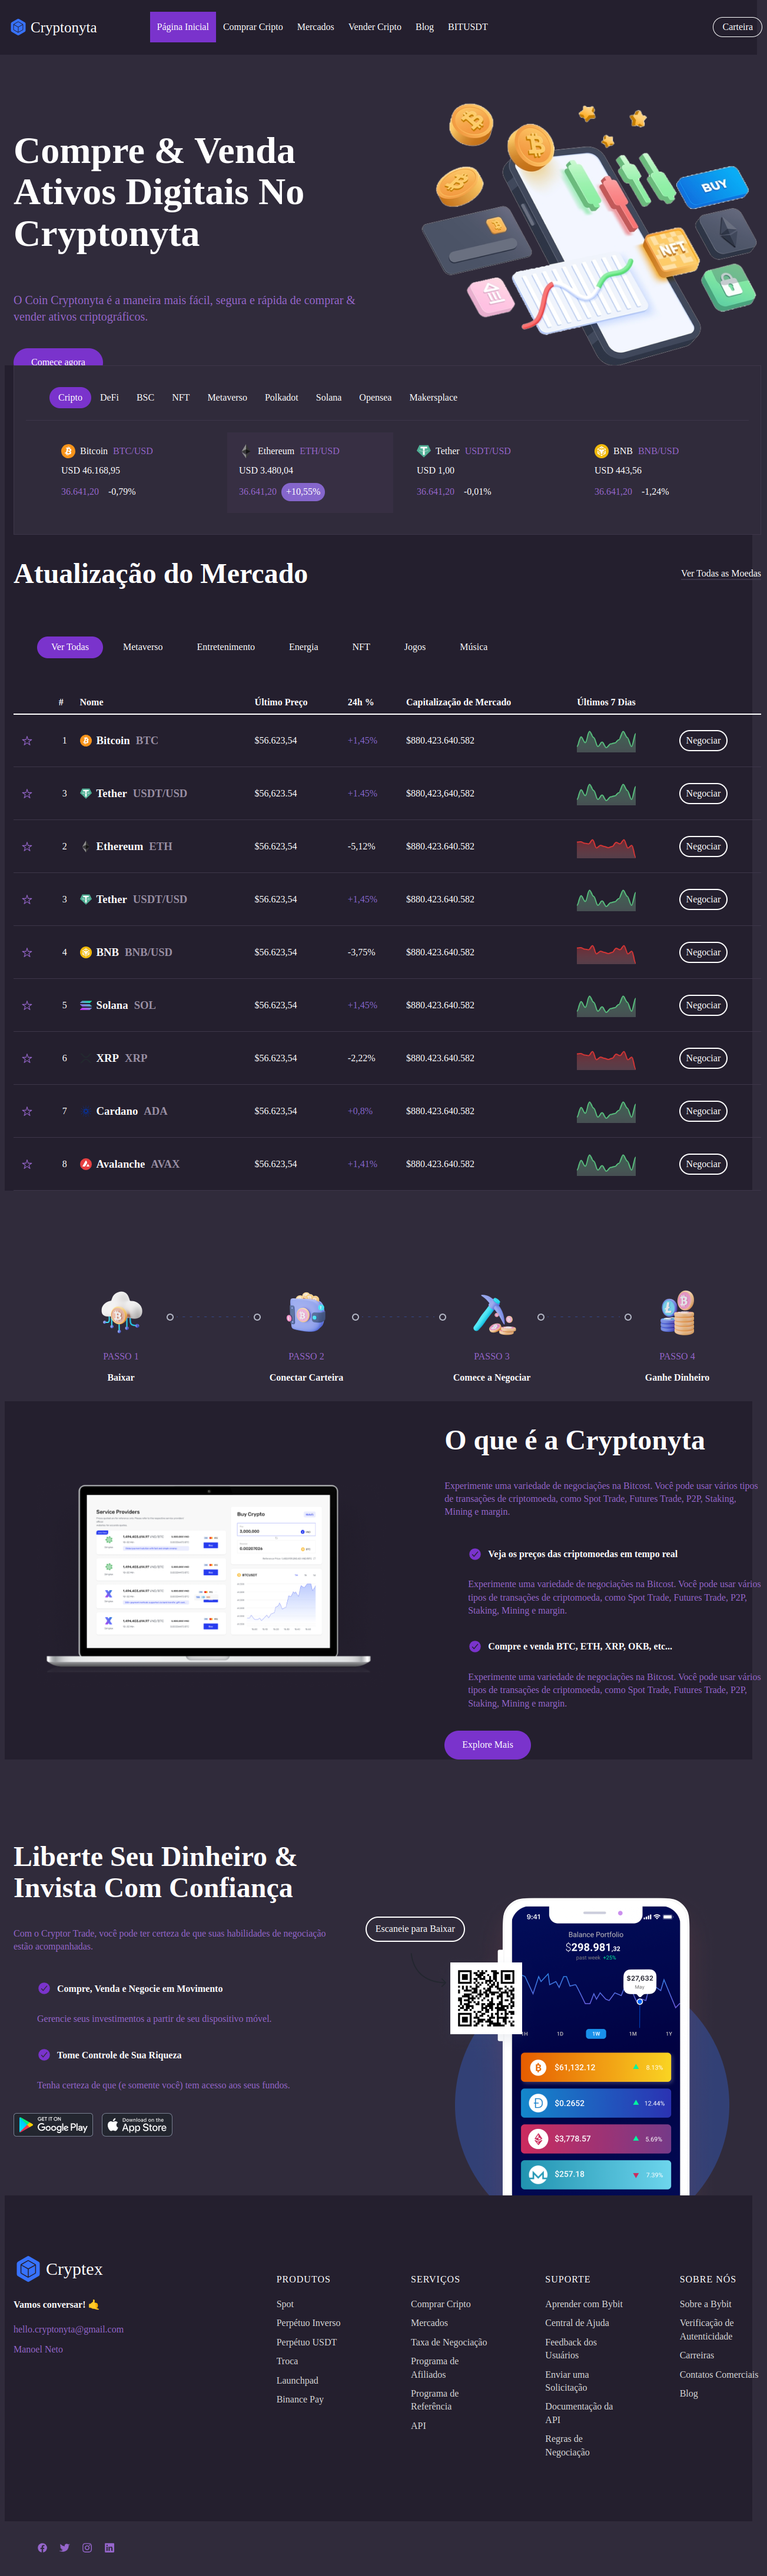 Cryptonyta
Página Inicial
Comprar Cripto
Mercados
Vender Cripto
Blog
BITUSDT
Carteira
Compre & Venda
Ativos Digitais No
Cryptonyta
O Coin Cryptonyta é a maneira mais fácil, segura e rápida de comprar &
vender ativos criptográficos.
Comece agora
BUY
NFT
Cripto
DeFi
BSC
NFT
Metaverso
Polkadot
Solana
Opensea
Makersplace
Bitcoin BTC/USD
USD 46.168,95
36.641,20 -0,79%
Ethereum ETH/USD
USD 3.480,04
36.641,20 +10,55%
Tether USDT/USD
USD 1,00
36.641,20 -0,01%
BNB BNB/USD
USD 443,56
36.641,20 -1,24%
Atualização do Mercado
Ver Todas as Moedas
Ver Todas
Metaverso
Entretenimento
Energia
NFT
Jogos
Música
# Nome Último Preço 24h % Capitalização de Mercado Últimos 7 Dias
1 Bitcoin BTC $56.623,54 +1,45% $880.423.640.582 Negociar
3 Tether USDT/USD $56,623.54 +1.45% $880,423,640,582 Negociar
2 Ethereum ETH $56.623,54 -5,12% $880.423.640.582 Negociar
3 Tether USDT/USD $56.623,54 +1,45% $880.423.640.582 Negociar
4 BNB BNB/USD $56.623,54 -3,75% $880.423.640.582 Negociar
5 Solana SOL $56.623,54 +1,45% $880.423.640.582 Negociar
6 XRP XRP $56.623,54 -2,22% $880.423.640.582 Negociar
7 Cardano ADA $56.623,54 +0,8% $880.423.640.582 Negociar
8 Avalanche AVAX $56.623,54 +1,41% $880.423.640.582 Negociar
PASSO 1
Baixar
PASSO 2
Conectar Carteira
PASSO 3
Comece a Negociar
PASSO 4
Ganhe Dinheiro
Service Providers
Buy Crypto
O que é a Cryptonyta
Experimente uma variedade de negociações na Bitcost. Você pode usar vários tipos
de transações de criptomoeda, como Spot Trade, Futures Trade, P2P, Staking,
Mining e margin.
Veja os preços das criptomoedas em tempo real
Experimente uma variedade de negociações na Bitcost. Você pode usar vários
tipos de transações de criptomoeda, como Spot Trade, Futures Trade, P2P,
Staking, Mining e margin.
Compre e venda BTC, ETH, XRP, OKB, etc...
Experimente uma variedade de negociações na Bitcost. Você pode usar vários
tipos de transações de criptomoeda, como Spot Trade, Futures Trade, P2P,
Staking, Mining e margin.
Explore Mais
Liberte Seu Dinheiro &
Invista Com Confiança
Com o Cryptor Trade, você pode ter certeza de que suas habilidades de negociação
estão acompanhadas.
Compre, Venda e Negocie em Movimento
Gerencie seus investimentos a partir de seu dispositivo móvel.
Tome Controle de Sua Riqueza
Tenha certeza de que (e somente você) tem acesso aos seus fundos.
GET IT ON
Google Play
Download on the
App Store
Escaneie para Baixar
9:41
Balance Portfolio
$298.981,32
past week +25%
$27,632
May
1D 1W 1M 1Y
$61,132.12 8.13%
$0.2652 12.44%
$3,778.57 5.69%
$257.18 7.39%
Cryptex
Vamos conversar! 🤙
hello.cryptonyta@gmail.com
Manoel Neto
PRODUTOS
Spot
Perpétuo Inverso
Perpétuo USDT
Troca
Launchpad
Binance Pay
SERVIÇOS
Comprar Cripto
Mercados
Taxa de Negociação
Programa de
Afiliados
Programa de
Referência
API
SUPORTE
Aprender com Bybit
Central de Ajuda
Feedback dos
Usuários
Enviar uma
Solicitação
Documentação da
API
Regras de
Negociação
SOBRE NÓS
Sobre a Bybit
Verificação de
Autenticidade
Carreiras
Contatos Comerciais
Blog